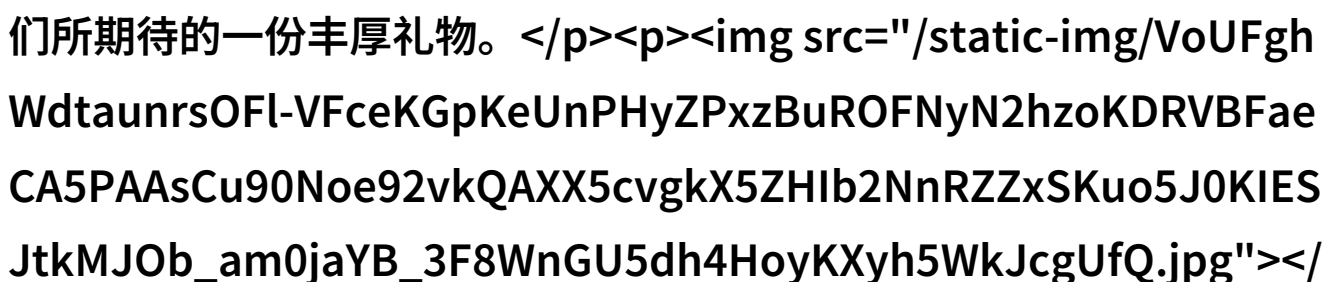 们所期待的一份丰厚礼物。</p><p><img src="/static-img/VoUFgh
WdtaunrsOFl-VFceKGpKeUnPHyZPxzBuROFNyN2hzoKDRVBFae
CA5PAAsCu90Noe92vkQAXX5cvgkX5ZHIb2NnRZZxSKuo5J0KIES
JtkMJOb_am0jaYB_3F8WnGU5dh4HoyKXyh5WkJcgUfQ.jpg"></